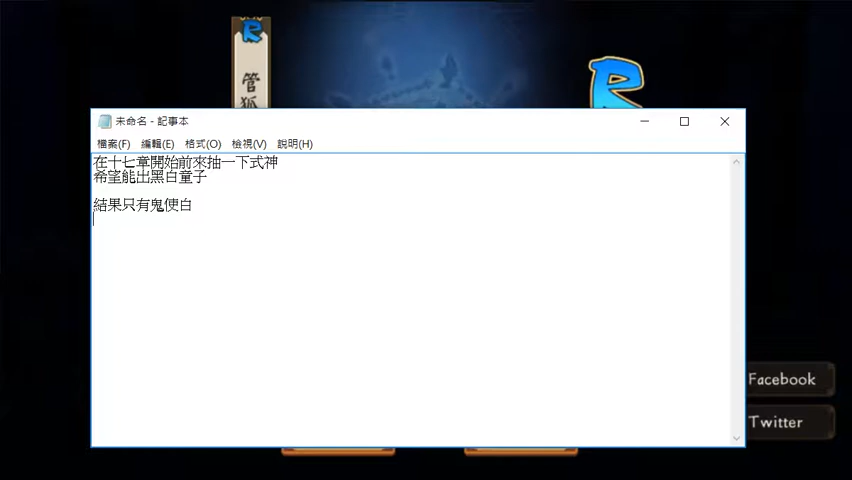 R
管狐
R
未命名 - 記事本
檔案(F) 編輯(E) 格式(O) 檢視(V) 說明(H)
在十七章開始前來抽一下式神
希望能出黑白童子
結果只有鬼使白
Facebook
Twitter